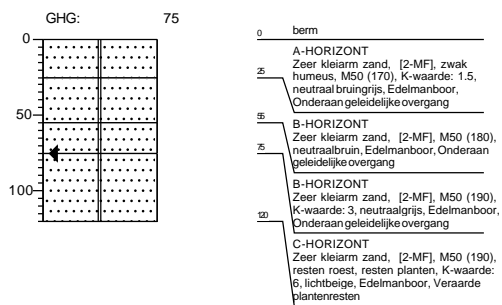 GHG: 75
0
50
100
0 berm
A-HORIZONT
25 Zeer kleiarm zand, [2-MF], zwak
humeus, M50 (170), K-waarde: 1.5,
neutraal bruingrijs, Edelmanboor,
Onderaan geleidelijke overgang
55 B-HORIZONT
Zeer kleiarm zand, [2-MF], M50 (180),
75 neutraalbruin, Edelmanboor, Onderaan
geleidelijke overgang
B-HORIZONT
Zeer kleiarm zand, [2-MF], M50 (190),
K-waarde: 3, neutraalgrijs, Edelmanboor,
120 Onderaan geleidelijke overgang
C-HORIZONT
Zeer kleiarm zand, [2-MF], M50 (190),
resten roest, resten planten, K-waarde:
6, lichtbeige, Edelmanboor, Veraarde
plantenresten